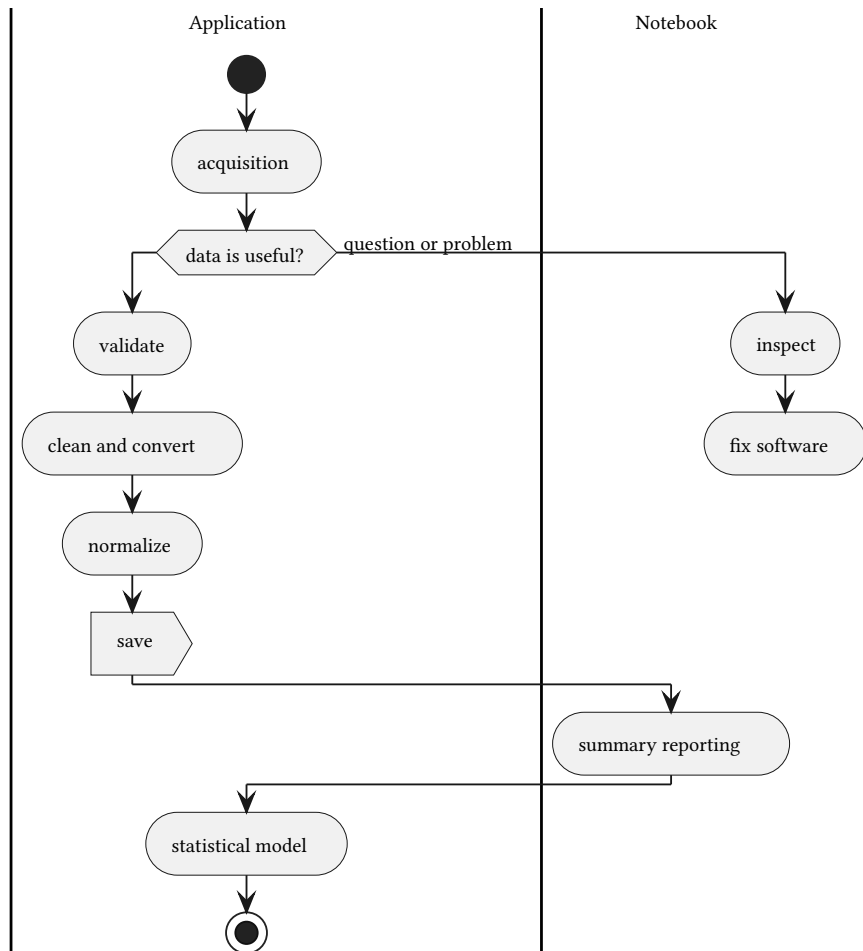 Application
Notebook
acquisition
data is useful?
question or problem
validate
inspect
clean and convert
fix software
normalize
save
summary reporting
statistical model